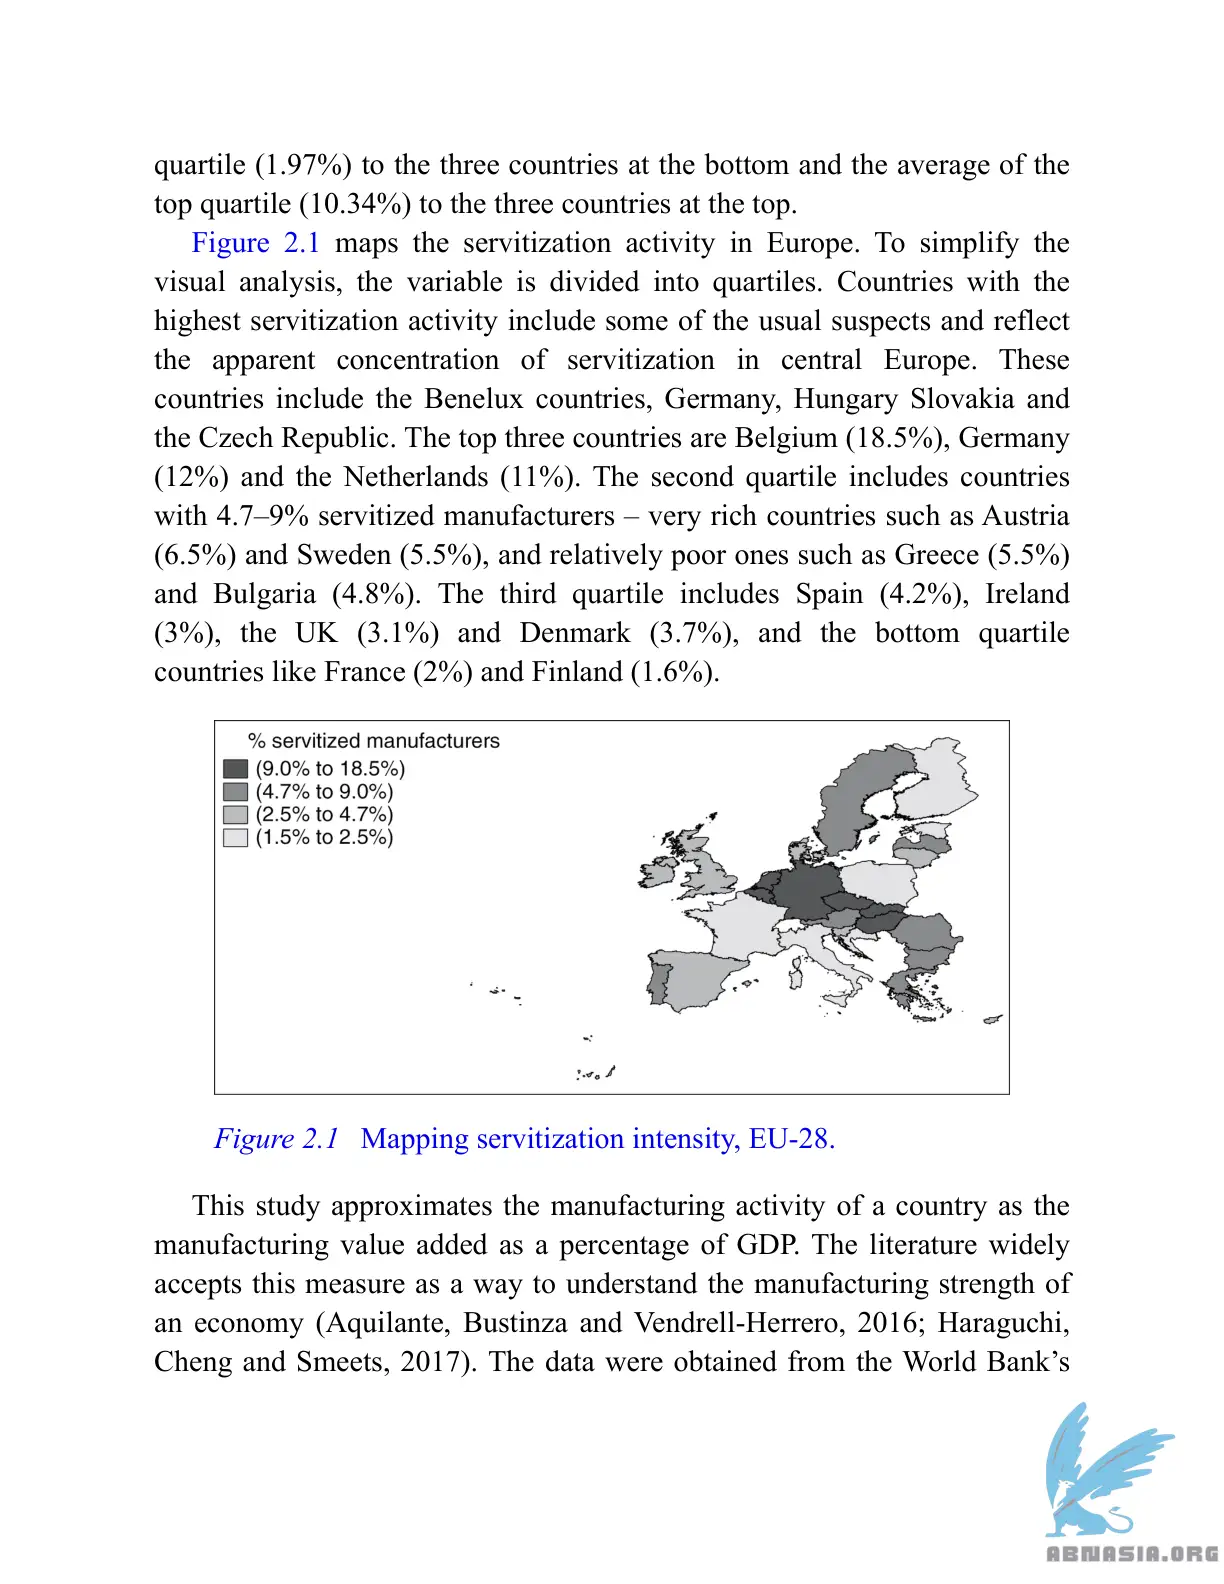 quartile (1.97%) to the three countries at the bottom and the average of the
top quartile (10.34%) to the three countries at the top.
Figure 2.1 maps the servitization activity in Europe. To simplify the
visual analysis, the variable is divided into quartiles. Countries with the
highest servitization activity include some of the usual suspects and reflect
the apparent concentration of servitization in central Europe. These
countries include the Benelux countries, Germany, Hungary Slovakia and
the Czech Republic. The top three countries are Belgium (18.5%), Germany
(12%) and the Netherlands (11%). The second quartile includes countries
with 4.7–9% servitized manufacturers – very rich countries such as Austria
(6.5%) and Sweden (5.5%), and relatively poor ones such as Greece (5.5%)
and Bulgaria (4.8%). The third quartile includes Spain (4.2%), Ireland
(3%), the UK (3.1%) and Denmark (3.7%), and the bottom quartile
countries like France (2%) and Finland (1.6%).
% servitized manufacturers
(9.0% to 18.5%)
(4.7% to 9.0%)
(2.5% to 4.7%)
(1.5% to 2.5%)
Figure 2.1 Mapping servitization intensity, EU-28.
This study approximates the manufacturing activity of a country as the
manufacturing value added as a percentage of GDP. The literature widely
accepts this measure as a way to understand the manufacturing strength of
an economy (Aquilante, Bustinza and Vendrell-Herrero, 2016; Haraguchi,
Cheng and Smeets, 2017). The data were obtained from the World Bank’s
ABNASIA.ORG